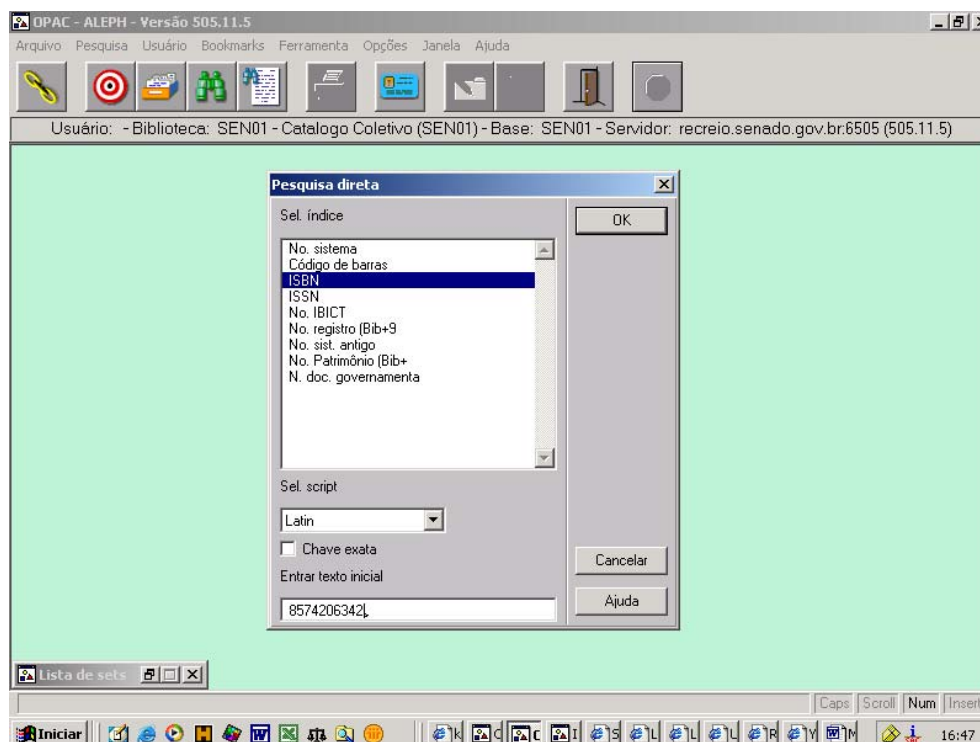 OPAC - ALEPH - Versão 505.11.5
Arquivo Pesquisa Usuário Bookmarks Ferramenta Opções Janela Ajuda
Usuário: - Biblioteca: SEN01 - Catalogo Coletivo (SEN01) - Base: SEN01 - Servidor: recreio.senado.gov.br:6505 (505.11.5)
Pesquisa direta
Sel. índice
OK
No. sistema
Código de barras
ISBN
ISSN
No. IBICT
No. registro (Bib+9
No. sist. antigo
No. Patrimônio (Bib+
N. doc. governamenta
Sel. script
Latin
Chave exata
Cancelar
Entrar texto inicial
Ajuda
8574206342
Lista de sets
Caps Scroll Num Insert
Iniciar
16:47